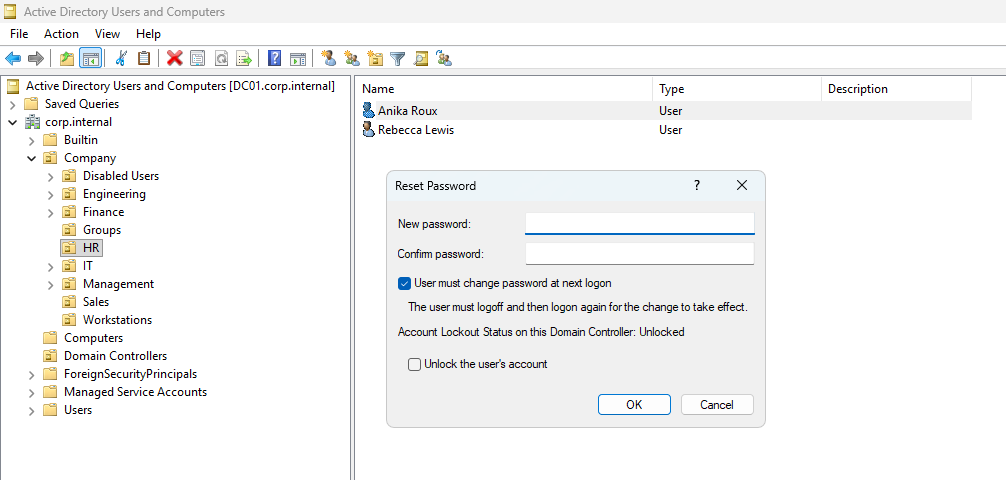 Active Directory Users and Computers
File Action View Help
Active Directory Users and Computers [DC01.corp.internal]
Saved Queries
corp.internal
Builtin
Company
Disabled Users
Engineering
Finance
Groups
HR
IT
Management
Sales
Workstations
Computers
Domain Controllers
ForeignSecurityPrincipals
Managed Service Accounts
Users
Name Type Description
Anika Roux User
Rebecca Lewis User
Reset Password ?
New password:
Confirm password:
User must change password at next logon
The user must logoff and then logon again for the change to take effect.
Account Lockout Status on this Domain Controller: Unlocked
Unlock the user's account
OK Cancel